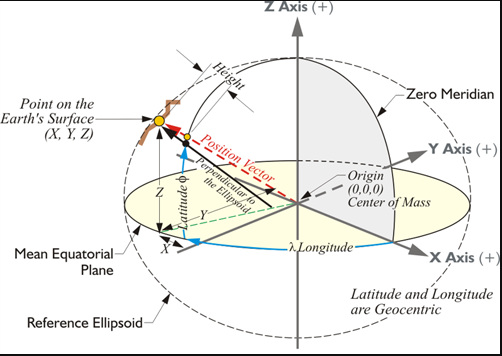 Z Axis (+)
Height
Point on the
Earth's Surface
(X, Y, Z)
Zero Meridian
Position Vector
Y Axis (+)
Perpendicular to
the Ellipsoid
Origin
(0,0,0)
Center of Mass
Latitude ϕ
Z
Y
X
λ Longitude
X Axis (+)
Mean Equatorial
Plane
Latitude and Longitude
are Geocentric
Reference Ellipsoid